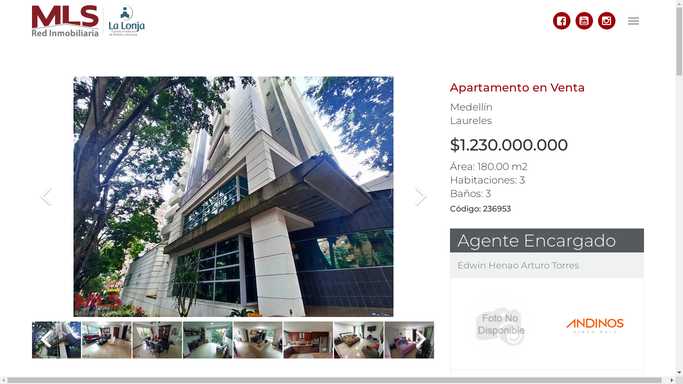 MLS
Red Inmobiliaria
La Lonja
Apartamento en Venta
Medellín
Laureles
$1.230.000.000
Área: 180.00 m2
Habitaciones: 3
Baños: 3
Código: 236953
Agente Encargado
Edwin Henao Arturo Torres
Foto No
Disponible
ANDINOS